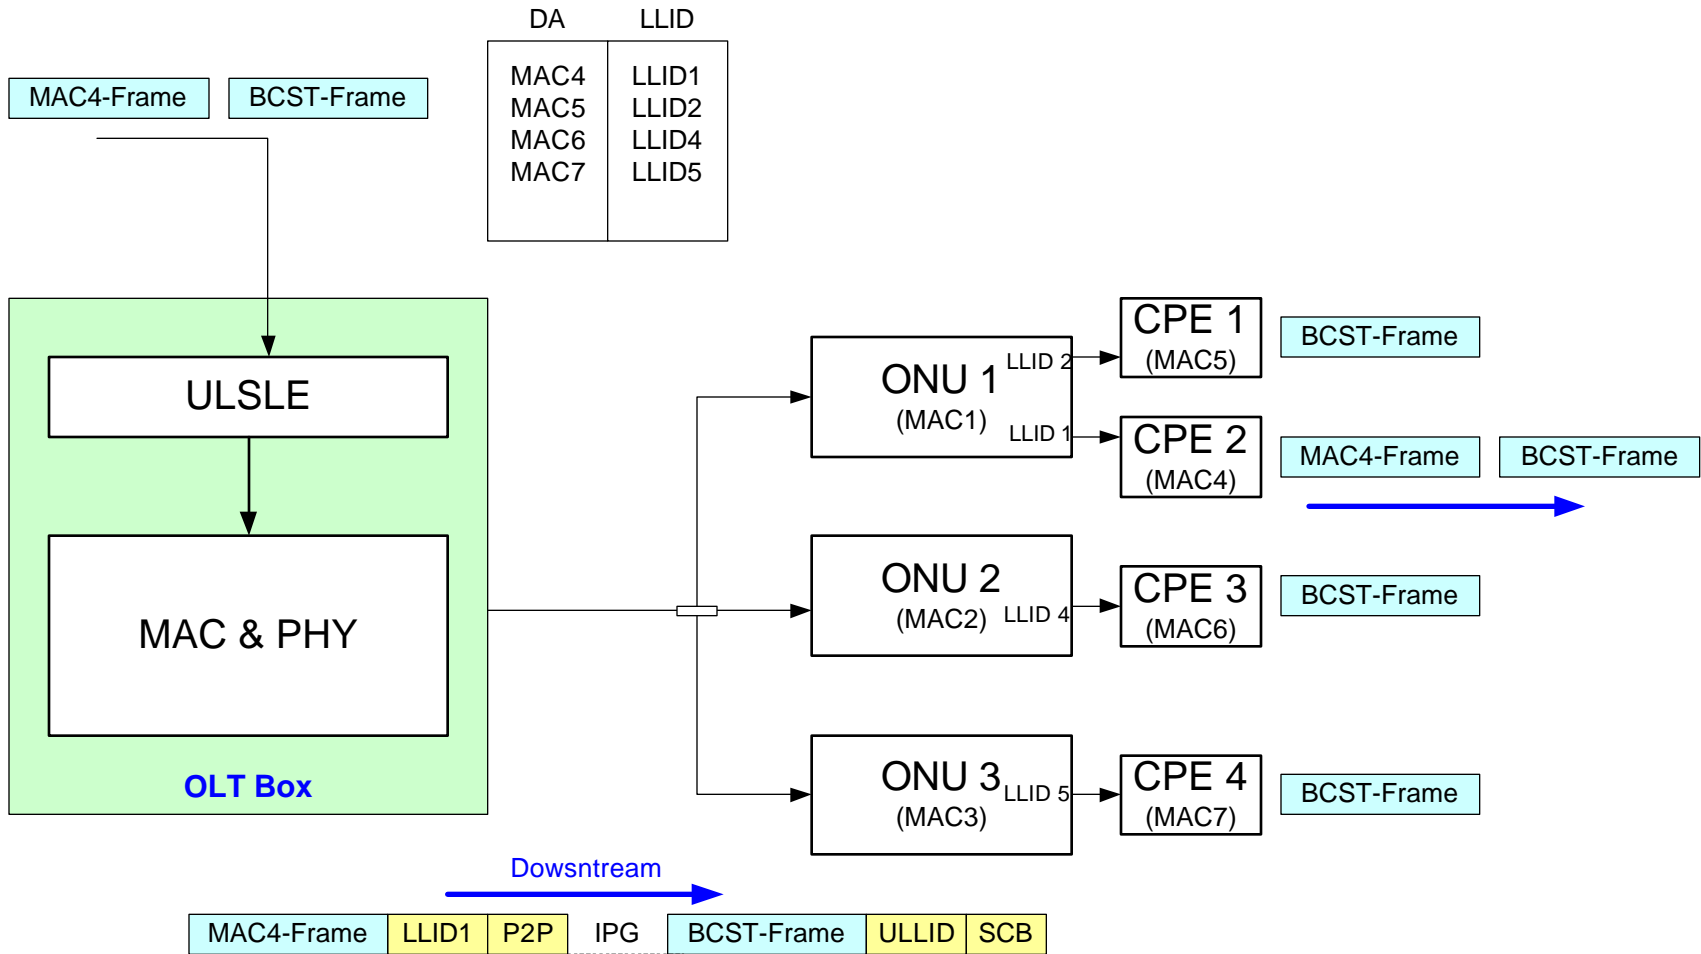 DA LLID
MAC4-Frame BCST-Frame
MAC4 LLID1
MAC5 LLID2
MAC6 LLID4
MAC7 LLID5
ULSLE
MAC & PHY
OLT Box
ONU 1
(MAC1)
LLID 2
LLID 1
CPE 1
(MAC5)
BCST-Frame
CPE 2
(MAC4)
MAC4-Frame BCST-Frame
ONU 2
(MAC2)
LLID 4
CPE 3
(MAC6)
BCST-Frame
ONU 3
(MAC3)
LLID 5
CPE 4
(MAC7)
BCST-Frame
Dowsntream
MAC4-Frame LLID1 P2P IPG BCST-Frame ULLID SCB